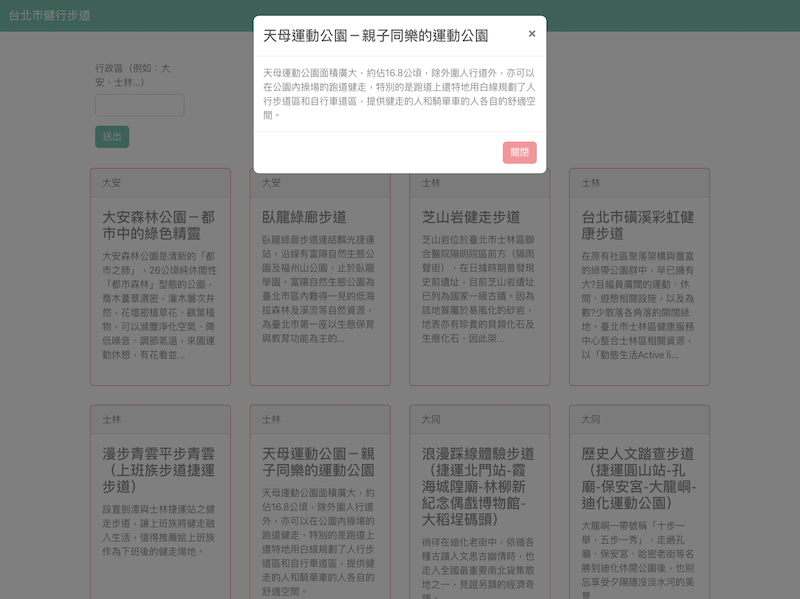 台北市健行步道
天母運動公園－親子同樂的運動公園
×
天母運動公園面積廣大，約佔16.8公頃，除外圍人行道外，亦可以
在公園內操場的跑道健走，特別的是跑道上還特地用白線規劃了人
行步道區和自行車道區，提供健走的人和騎單車的人各自的舒適空
間。
關閉
行政區（例如：大
安、士林...）
送出
大安
大安森林公園－都
市中的綠色精靈
大安森林公園是清新的「都
市之肺」，26公頃純休閒性
「都市森林」型態的公園，
喬木蒼翠濃密，灌木層次井
然，花壇密植草花、觀葉植
物，可以滌塵淨化空氣、降
低噪音、調節氣溫，來園運
動休憩，有花看並...
大安
臥龍綠廊步道
臥龍綠廊步道連結麟光捷運
站，沿線有富陽自然生態公
園及福州山公園，止於臥龍
學園。富陽自然生態公園為
臺北市區內難得一見的低海
拔森林及溪流等自然資源，
為臺北市第一座以生態保育
與教育功能為主的...
士林
芝山岩健走步道
芝山岩位於臺北市士林區聯
合醫院陽明院區前方（隔雨
聲街），在日據時期曾發現
史前遺址，目前芝山岩遺址
已列為國家一級古蹟。因為
該地質屬於易風化的砂岩，
地表亦有珍貴的貝類化石及
生痕化石，因此架...
士林
台北市磺溪彩虹健
康步道
在原有社區聚落架構與豐富
的綠帶公園群中，早已擁有
大?且幅員廣闊的運動、休
閒、遊憩相關設施，以及為
數?少散落各角落的開闊綠
地。臺北市士林區健康服務
中心整合士林區相關資源，
以「動態生活Active li...
士林
漫步青雲平步青雲
（上班族步道捷運
步道）
設置劍潭與士林捷運站之健
走步道，讓上班族將健走融
入生活，值得推薦給上班族
作為下班後的健走場地。
士林
天母運動公園－親
子同樂的運動公園
天母運動公園面積廣大，約
佔16.8公頃，除外圍人行道
外，亦可以在公園內操場的
跑道健走，特別的是跑道上
還特地用白線規劃了人行步
道區和自行車道區，提供健
走的人和騎單車的人各自的
舒適空間。
大同
浪漫踩線體驗步道
（捷運北門站-霞
海城隍廟-林柳新
紀念偶戲博物館-
大稻埕碼頭）
徜徉在迪化老街中，依循各
種古蹟人文思古幽情時，也
走入全國最重要南北貨集散
地之一，見證另類的經濟奇
蹟。
大同
歷史人文踏查步道
（捷運圓山站-孔
廟-保安宮-大龍峒-
迪化運動公園）
大龍峒一帶號稱「十步一
舉，五步一秀」，走過孔
廟、保安宮、哈密老街等名
勝到迪化休閒公園後，也別
忘享受夕陽隱沒淡水河的美
景